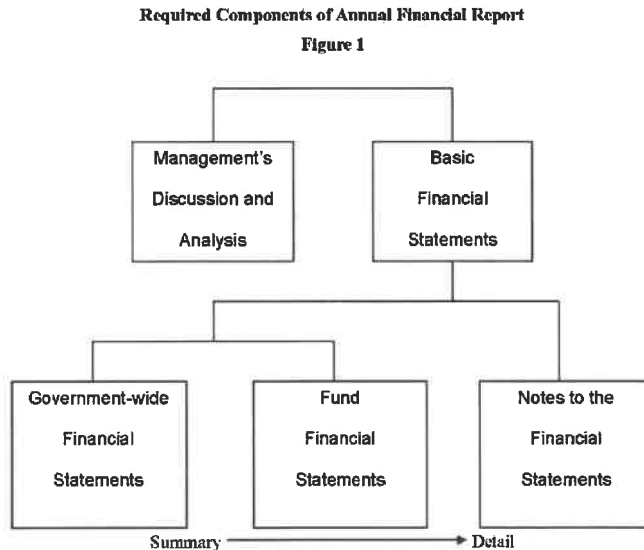 Required Components of Annual Financial Report
Figure 1
Management's
Discussion and
Analysis
Basic
Financial
Statements
Government-wide
Financial
Statements
Fund
Financial
Statements
Notes to the
Financial
Statements
Summary
Detail